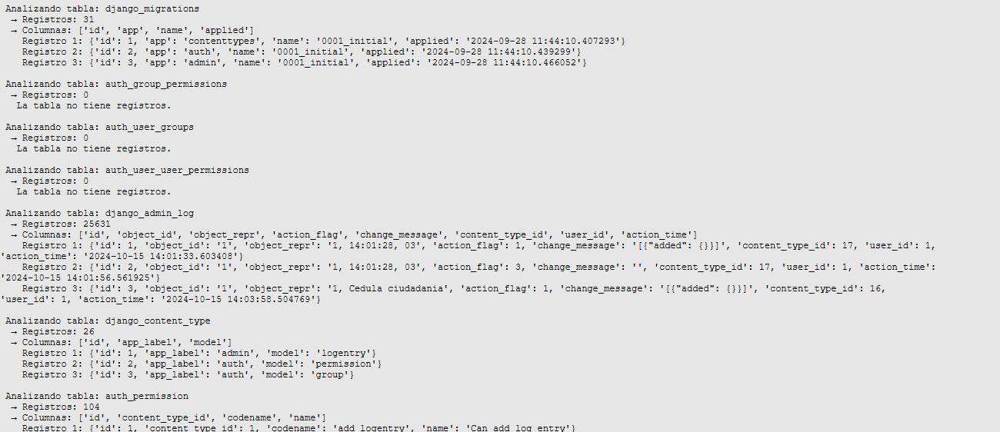 Analizando tabla: django_migrations
→ Registros: 31
→ Columnas: ['id', 'app', 'name', 'applied']
Registro 1: {'id': 1, 'app': 'contenttypes', 'name': '0001_initial', 'applied': '2024-09-28 11:44:10.407293'}
Registro 2: {'id': 2, 'app': 'auth', 'name': '0001_initial', 'applied': '2024-09-28 11:44:10.439299'}
Registro 3: {'id': 3, 'app': 'admin', 'name': '0001_initial', 'applied': '2024-09-28 11:44:10.466052'}
Analizando tabla: auth_group_permissions
→ Registros: 0
La tabla no tiene registros.
Analizando tabla: auth_user_groups
→ Registros: 0
La tabla no tiene registros.
Analizando tabla: auth_user_user_permissions
→ Registros: 0
La tabla no tiene registros.
Analizando tabla: django_admin_log
→ Registros: 25631
→ Columnas: ['id', 'object_id', 'object_repr', 'action_flag', 'change_message', 'content_type_id', 'user_id', 'action_time']
Registro 1: {'id': 1, 'object_id': '1', 'object_repr': '1, 14:01:28, 03', 'action_flag': 1, 'change_message': '[{"added": {}}]', 'content_type_id': 17, 'user_id': 1,
'action_time': '2024-10-15 14:01:33.603408'}
Registro 2: {'id': 2, 'object_id': '1', 'object_repr': '1, 14:01:28, 03', 'action_flag': 3, 'change_message': '', 'content_type_id': 17, 'user_id': 1, 'action_time':
'2024-10-15 14:01:56.561925'}
Registro 3: {'id': 3, 'object_id': '1', 'object_repr': '1, Cedula ciudadania', 'action_flag': 1, 'change_message': '[{"added": {}}]', 'content_type_id': 16,
'user_id': 1, 'action_time': '2024-10-15 14:03:58.504769'}
Analizando tabla: django_content_type
→ Registros: 26
→ Columnas: ['id', 'app_label', 'model']
Registro 1: {'id': 1, 'app_label': 'admin', 'model': 'logentry'}
Registro 2: {'id': 2, 'app_label': 'auth', 'model': 'permission'}
Registro 3: {'id': 3, 'app_label': 'auth', 'model': 'group'}
Analizando tabla: auth_permission
→ Registros: 104
→ Columnas: ['id', 'content_type_id', 'codename', 'name']
Registro 1: {'id': 1, 'content_type_id': 1, 'codename': 'add_logentry', 'name': 'Can add log entry'}